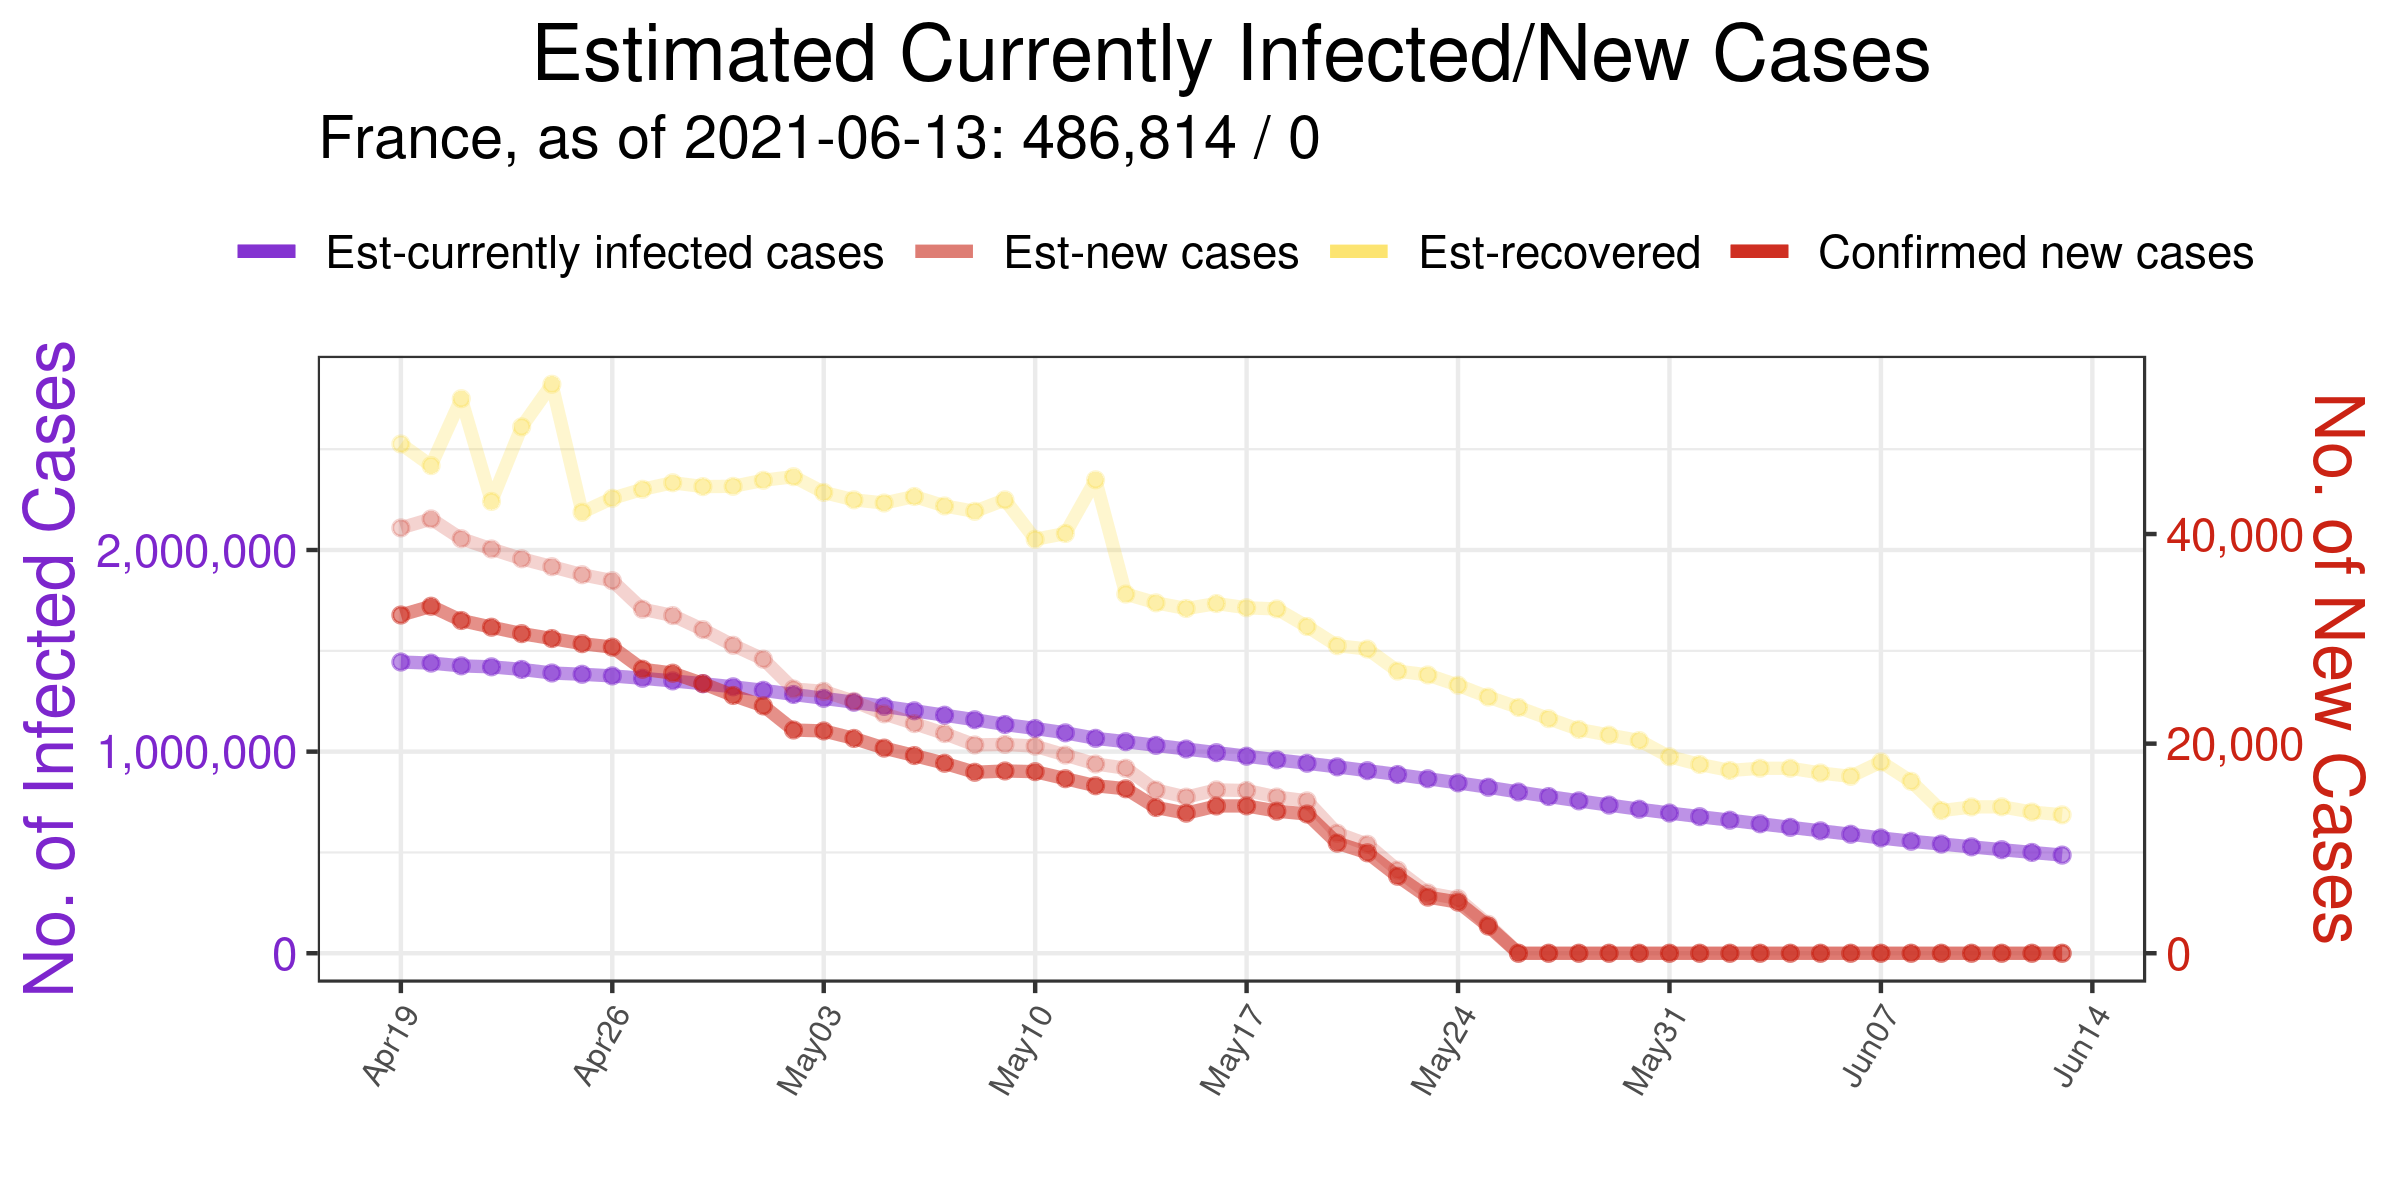 Estimated Currently Infected/New Cases
France, as of 2021-06-13: 486,814 / 0
Est-currently infected cases Est-new cases Est-recovered Confirmed new cases
No. of Infected Cases
2,000,000
1,000,000
0
40,000
20,000
0
No. of New Cases
Apr19 Apr26 May03 May10 May17 May24 May31 Jun07 Jun14